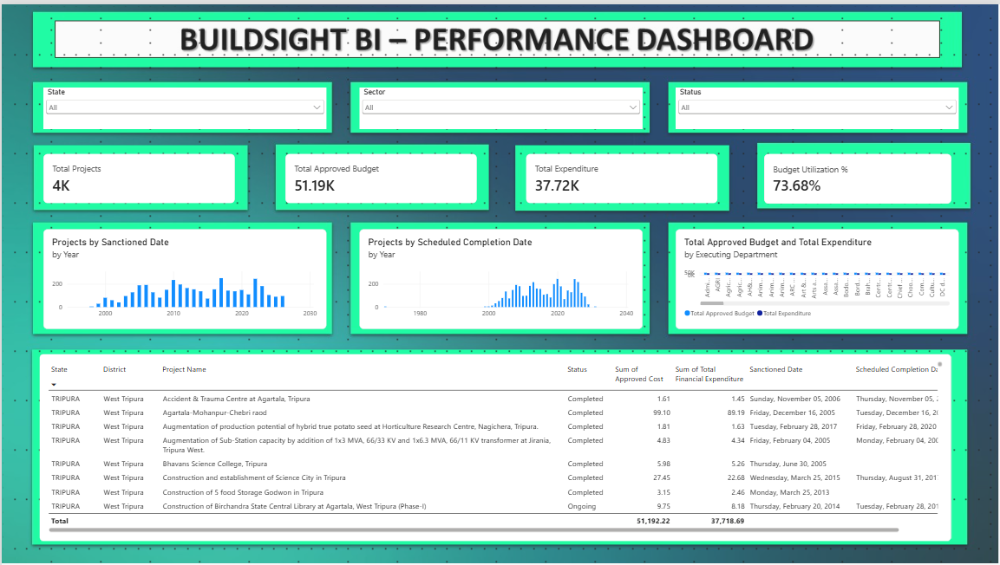 BUILDSIGHT BI – PERFORMANCE DASHBOARD
State
All
Sector
All
Status
All
Total Projects
4K
Total Approved Budget
51.19K
Total Expenditure
37.72K
Budget Utilization %
73.68%
Projects by Sanctioned Date
by Year
200
0
2000
2010
2020
2030
Projects by Scheduled Completion Date
by Year
200
0
1980
2000
2020
2040
Total Approved Budget and Total Expenditure
by Executing Department
50K
0K
Admi...
AGRI
Agric...
Agric...
AH&...
Anim...
Anim...
Anim...
ARC ...
Art &...
Arts a...
Assa...
Assa...
Bodo...
Bord...
Brah...
Centr...
Centr...
Chief ...
Choo...
Com...
Cultu...
DC d...
Total Approved Budget Total Expenditure
State District Project Name Status Sum of Approved Cost Sum of Total Financial Expenditure Sanctioned Date Scheduled Completion Da
TRIPURA West Tripura Accident & Trauma Centre at Agartala, Tripura Completed 1.61 1.45 Sunday, November 05, 2006 Thursday, November 05,
TRIPURA West Tripura Agartala-Mohanpur-Chebri raod Completed 99.10 89.19 Friday, December 16, 2005 Tuesday, December 16, 20
TRIPURA West Tripura Augmentation of production potential of hybrid true potato seed at Horticulture Research Centre, Nagichera, Tripura. Completed 1.81 1.63 Tuesday, February 28, 2017 Friday, February 28, 2020
TRIPURA West Tripura Augmentation of Sub-Station capacity by addition of 1x3 MVA, 66/33 KV and 1x6.3 MVA, 66/11 KV transformer at Jirania, Completed 4.83 4.34 Friday, February 04, 2005 Monday, February 04, 200
Tripura West.
TRIPURA West Tripura Bhavans Science College, Tripura Completed 5.98 5.26 Thursday, June 30, 2005
TRIPURA West Tripura Construction and establishment of Science City in Tripura Completed 27.45 22.68 Wednesday, March 25, 2015 Thursday, August 31, 201
TRIPURA West Tripura Construction of 5 food Storage Godwon in Tripura Completed 3.15 2.46 Monday, March 25, 2013
TRIPURA West Tripura Construction of Birchandra State Central Library at Agartala, West Tripura (Phase-I) Ongoing 9.75 8.18 Thursday, February 20, 2014 Tuesday, February 28, 201
Total 51,192.22 37,718.69